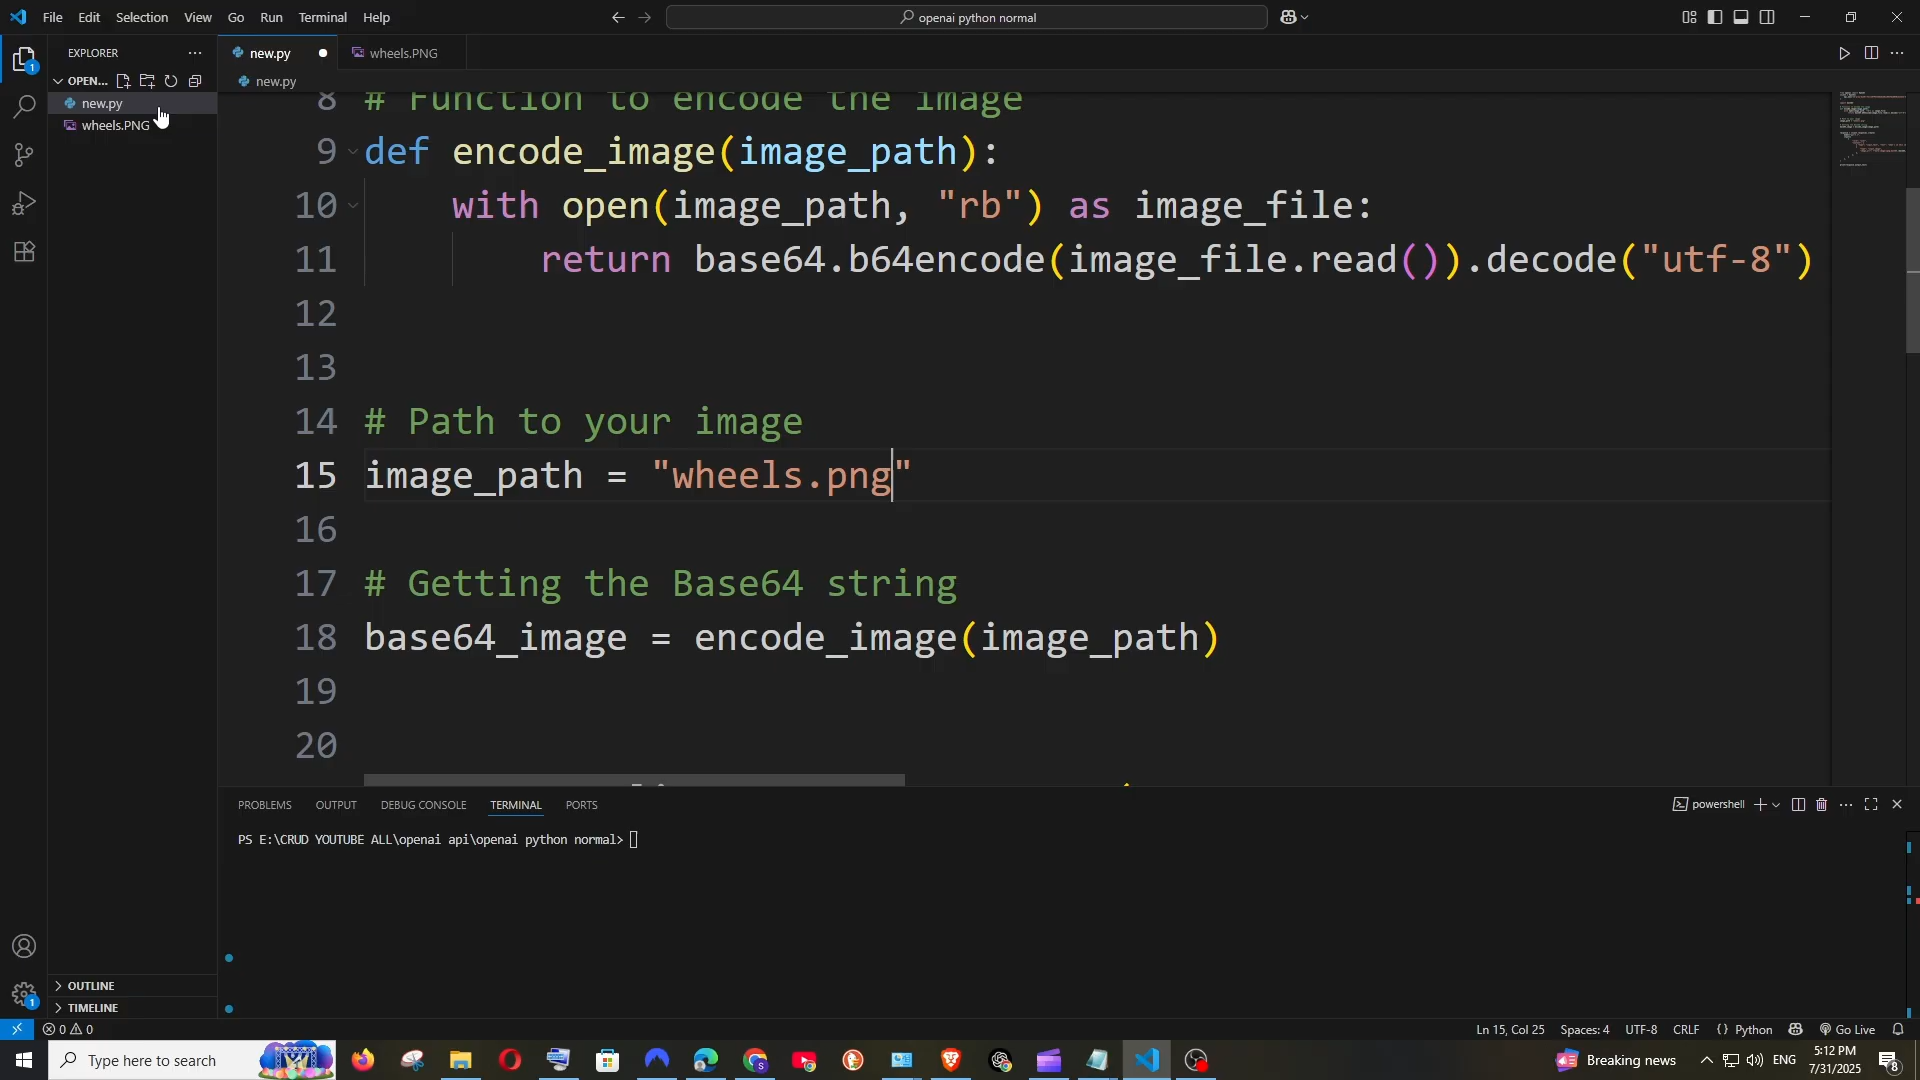 File Edit Selection View Go Run Terminal Help
openai python normal
EXPLORER
OPEN...
new.py
wheels.PNG
new.py
wheels.PNG
new.py
8 # Function to encode the image
9 def encode_image(image_path):
10 with open(image_path, "rb") as image_file:
11 return base64.b64encode(image_file.read()).decode("utf-8")
12
13
14 # Path to your image
15 image_path = "wheels.png"
16
17 # Getting the Base64 string
18 base64_image = encode_image(image_path)
19
20
PROBLEMS OUTPUT DEBUG CONSOLE TERMINAL PORTS
powershell
PS E:\CRUD YOUTUBE ALL\openai api\openai python normal>
OUTLINE
TIMELINE
0 0
Ln 15, Col 25 Spaces: 4 UTF-8 CRLF {} Python Go Live
Type here to search
Breaking news
ENG
5:12 PM
7/31/2025
8
1
1